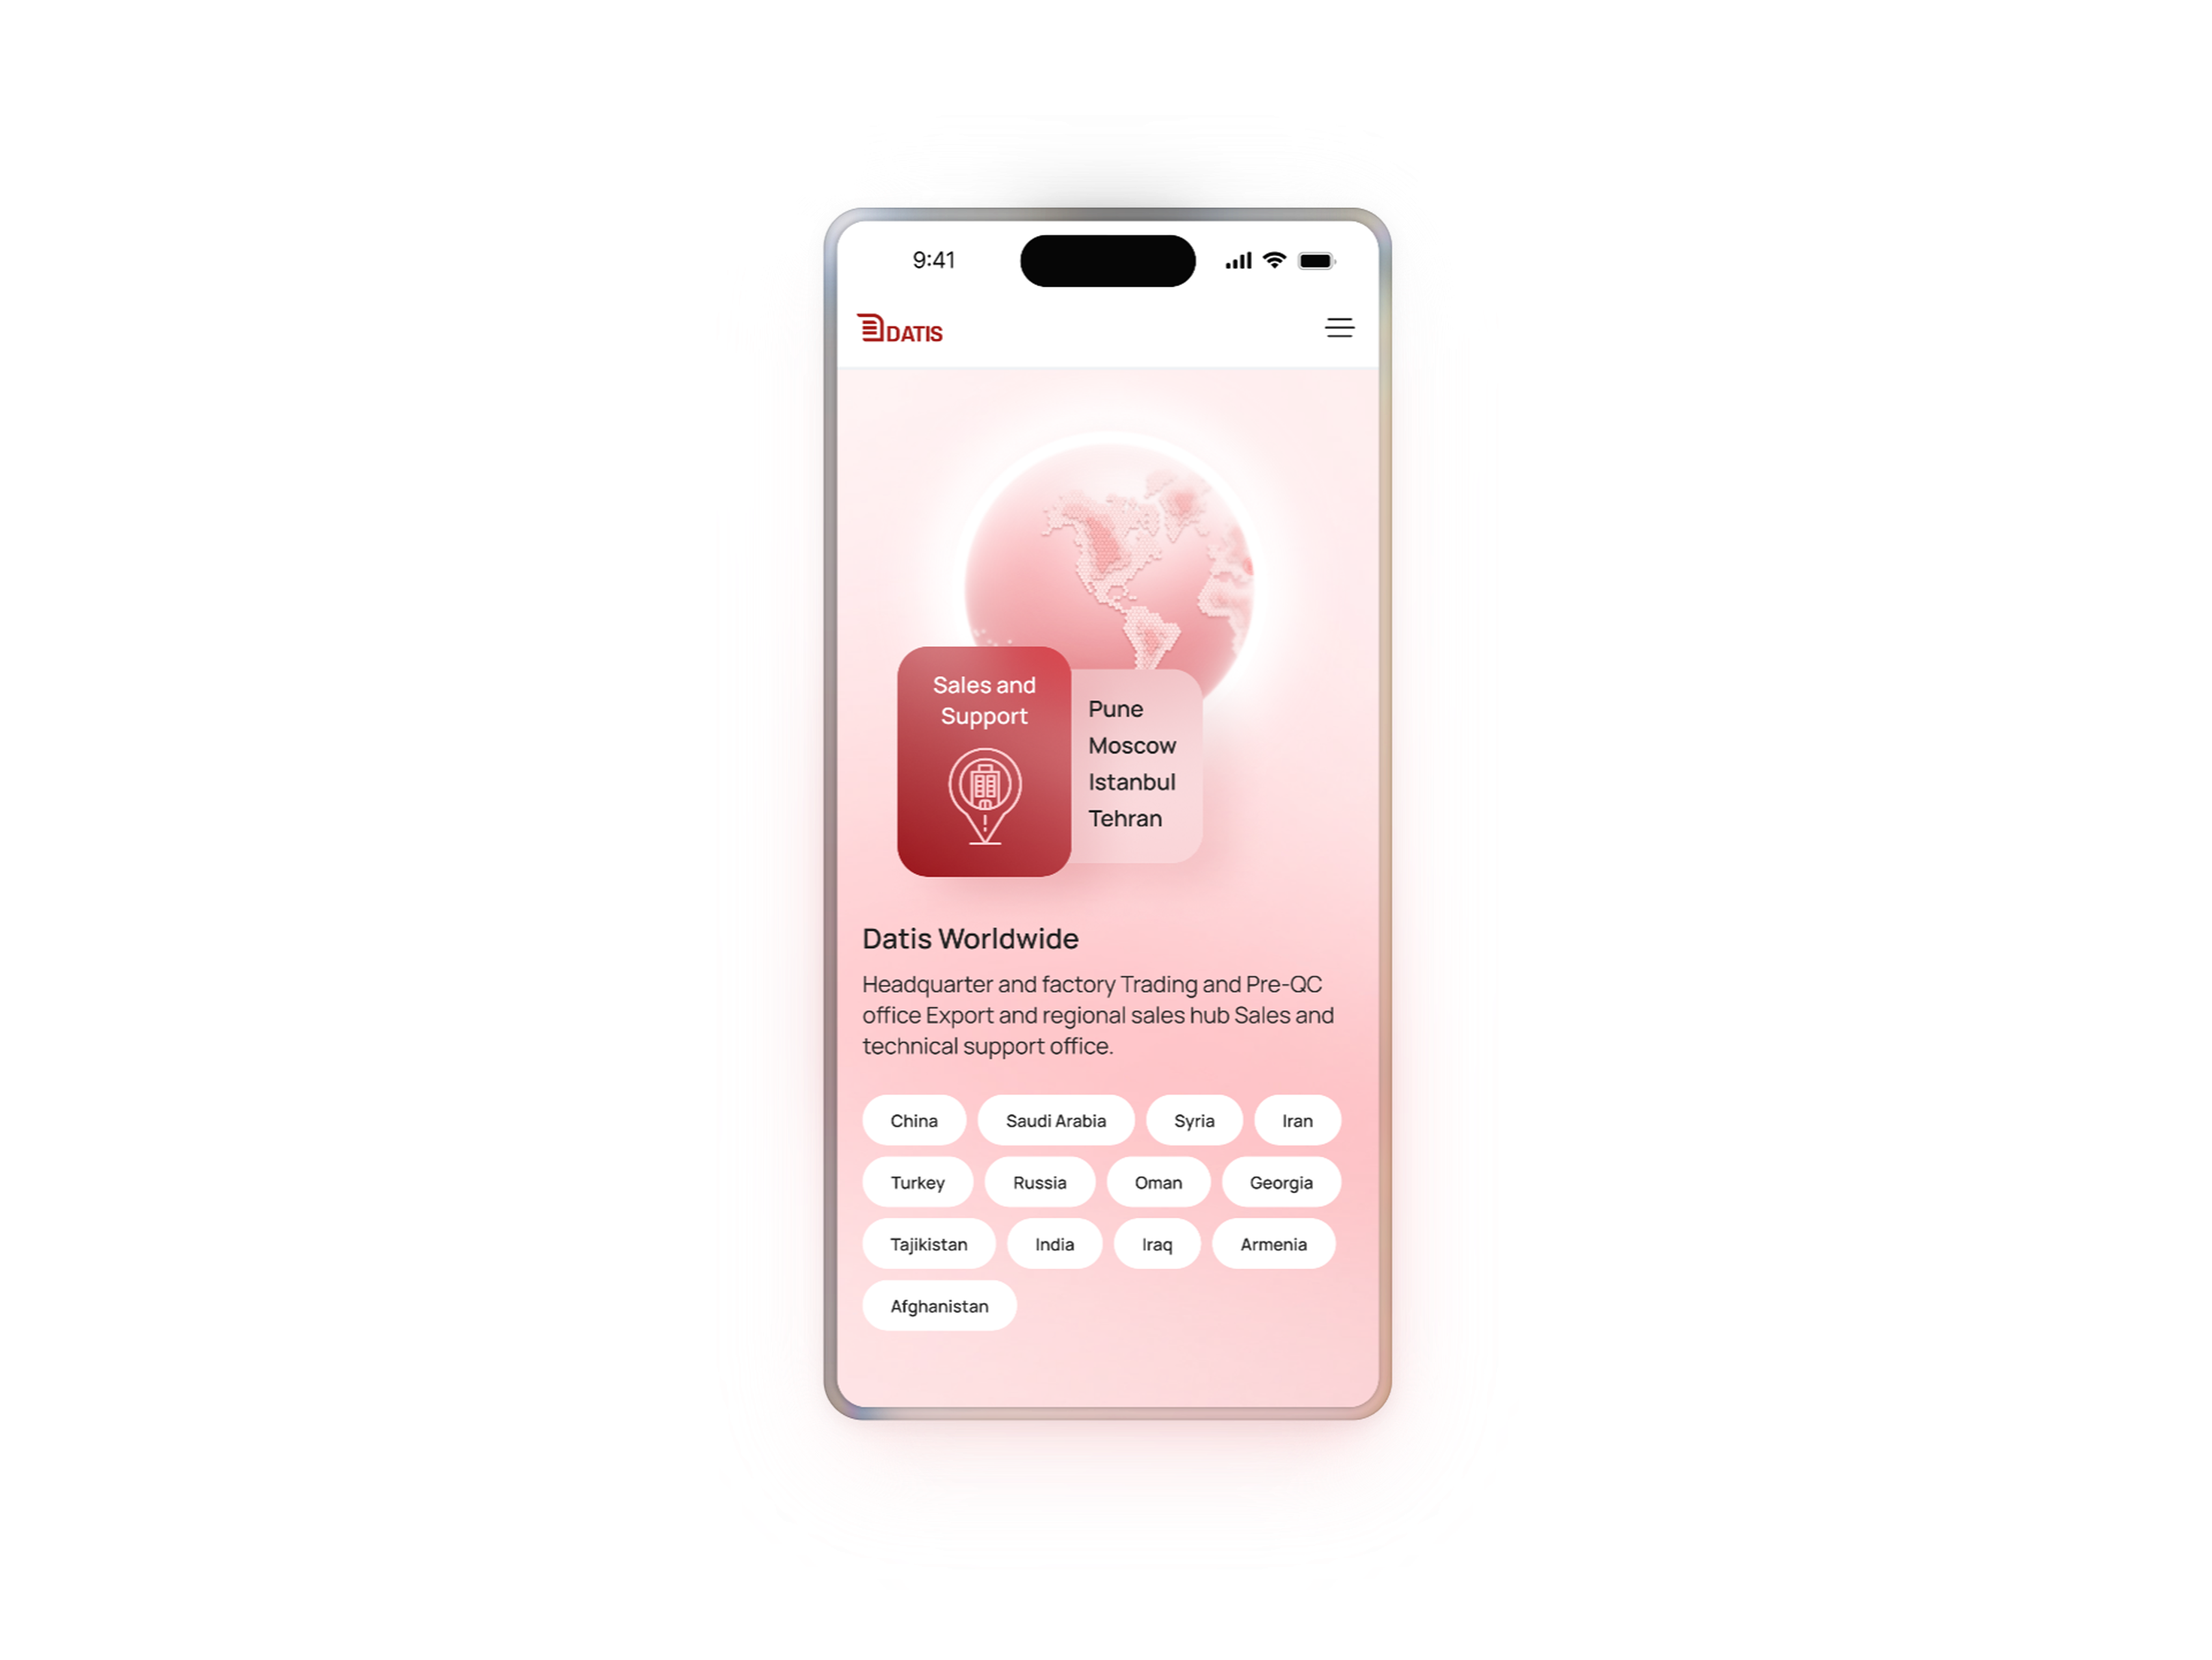 9:41
DATIS
Sales and
Support
Pune
Moscow
Istanbul
Tehran
Datis Worldwide
Headquarter and factory Trading and Pre-QC
office Export and regional sales hub Sales and
technical support office.
China
Saudi Arabia
Syria
Iran
Turkey
Russia
Oman
Georgia
Tajikistan
India
Iraq
Armenia
Afghanistan